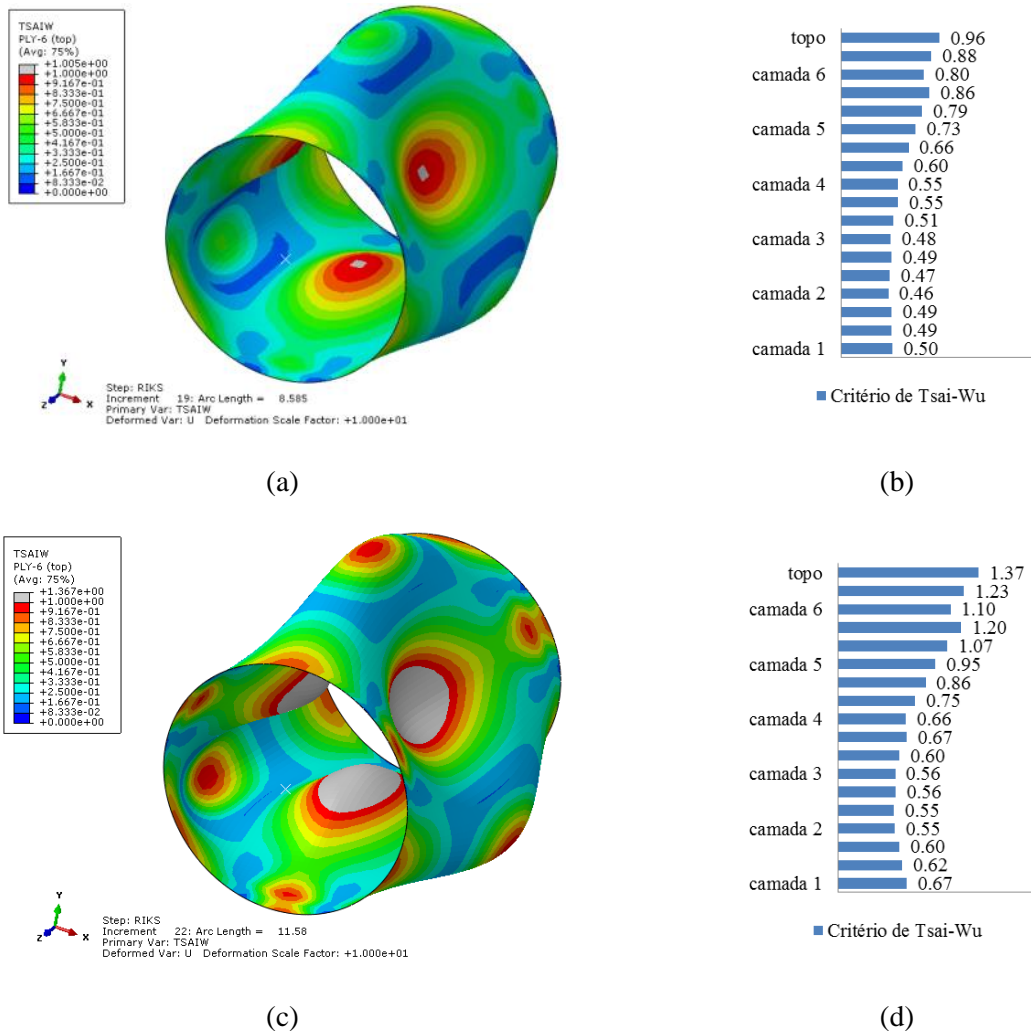 TSAIW
PLY-6 (top)
(Avg: 75%)
+1.005e+00
+1.000e+00
+9.167e-01
+8.333e-01
+7.500e-01
+6.667e-01
+5.833e-01
+5.000e-01
+4.167e-01
+3.333e-01
+2.500e-01
+1.667e-01
+8.333e-02
+0.000e+00
Y
Z X
Step: RIKS
Increment 19: Arc Length = 8.585
Primary Var: TSAIW
Deformed Var: U Deformation Scale Factor: +1.000e+01
(a)
topo 0.96
0.88
camada 6 0.80
0.86
0.79
camada 5 0.73
0.66
0.60
camada 4 0.55
0.55
0.51
camada 3 0.48
0.49
0.47
camada 2 0.46
0.49
0.49
camada 1 0.50
Critério de Tsai-Wu
(b)
TSAIW
PLY-6 (top)
(Avg: 75%)
+1.367e+00
+1.000e+00
+9.167e-01
+8.333e-01
+7.500e-01
+6.667e-01
+5.833e-01
+5.000e-01
+4.167e-01
+3.333e-01
+2.500e-01
+1.667e-01
+8.333e-02
+0.000e+00
Y
Z X
Step: RIKS
Increment 22: Arc Length = 11.58
Primary Var: TSAIW
Deformed Var: U Deformation Scale Factor: +1.000e+01
(c)
topo 1.37
1.23
camada 6 1.10
1.20
1.07
camada 5 0.95
0.86
0.75
camada 4 0.66
0.67
0.60
camada 3 0.56
0.56
0.55
camada 2 0.55
0.60
0.62
camada 1 0.67
Critério de Tsai-Wu
(d)